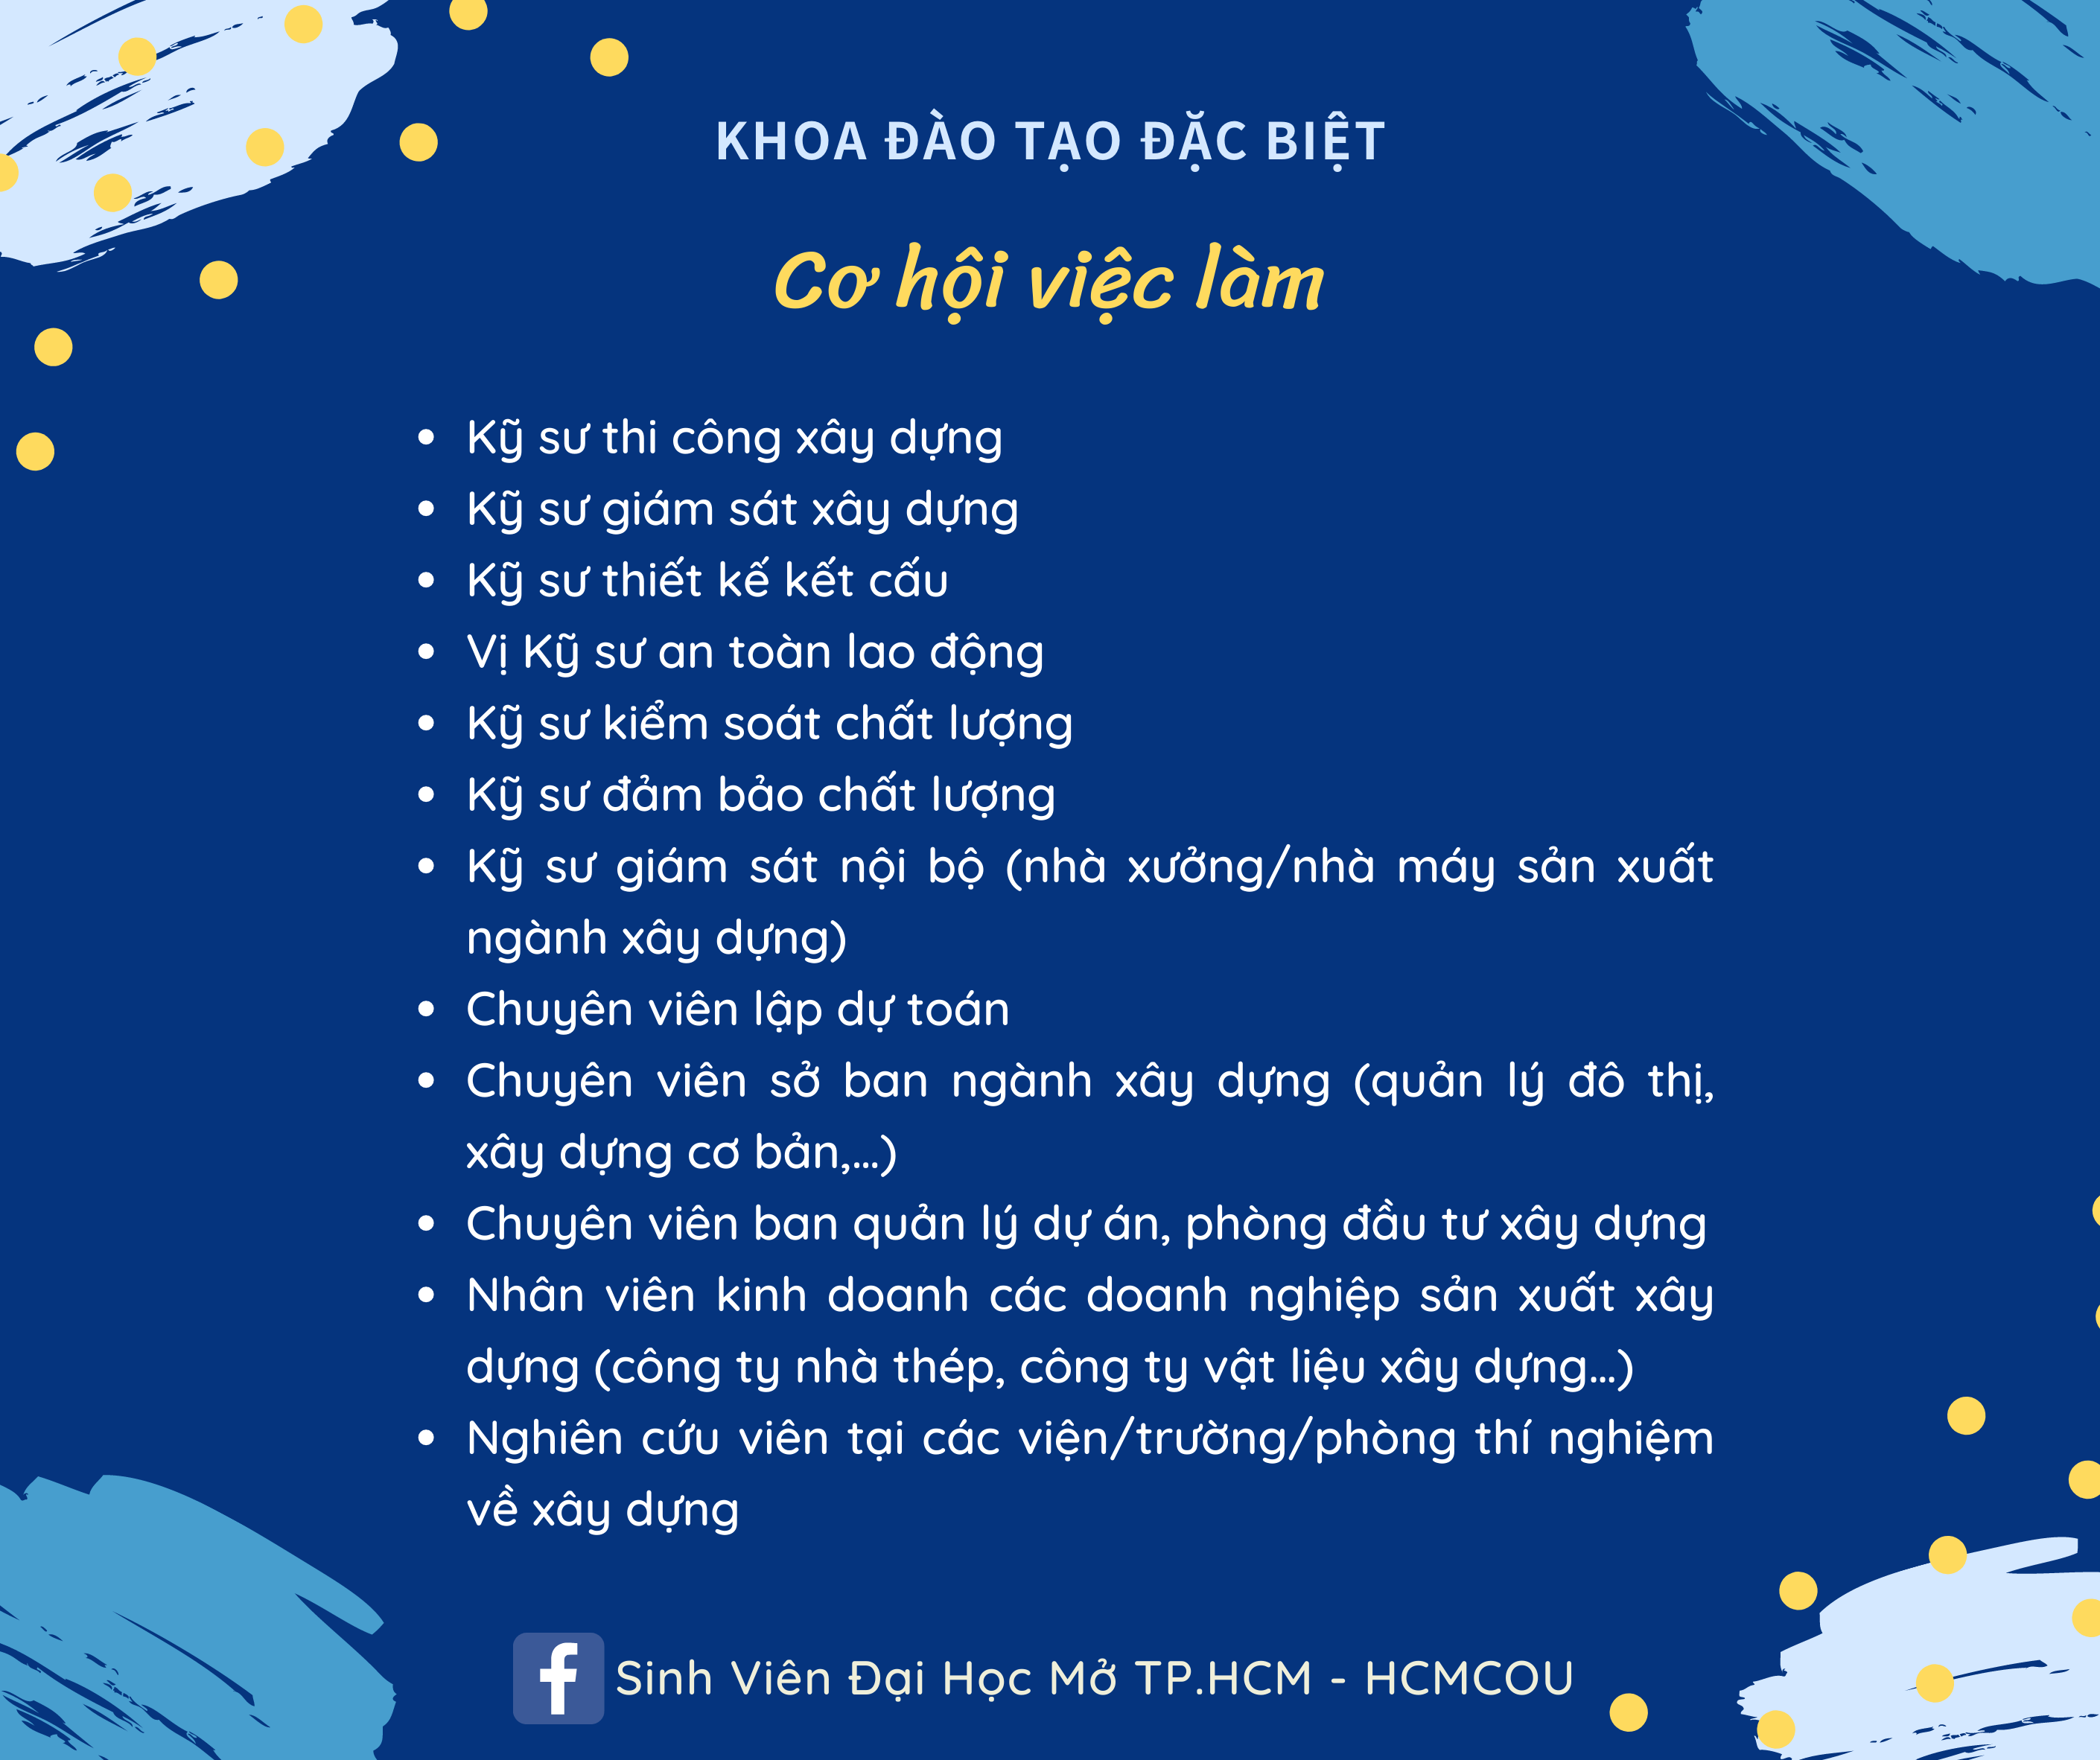 KHOA ĐÀO TẠO ĐẶC BIỆT
Cơ hội việc làm
• Kỹ sư thi công xây dựng
• Kỹ sư giám sát xây dựng
• Kỹ sư thiết kế kết cấu
• Vị Kỹ sư an toàn lao động
• Kỹ sư kiểm soát chất lượng
• Kỹ sư đảm bảo chất lượng
• Kỹ sư giám sát nội bộ (nhà xưởng/nhà máy sản xuất
ngành xây dựng)
• Chuyên viên lập dự toán
• Chuyên viên sở ban ngành xây dựng (quản lý đô thị,
xây dựng cơ bản,...)
• Chuyên viên ban quản lý dự án, phòng đầu tư xây dựng
• Nhân viên kinh doanh các doanh nghiệp sản xuất xây
dựng (công ty nhà thép, công ty vật liệu xây dựng...)
• Nghiên cứu viên tại các viện/trường/phòng thí nghiệm
về xây dựng
f Sinh Viên Đại Học Mở TP.HCM - HCMCOU